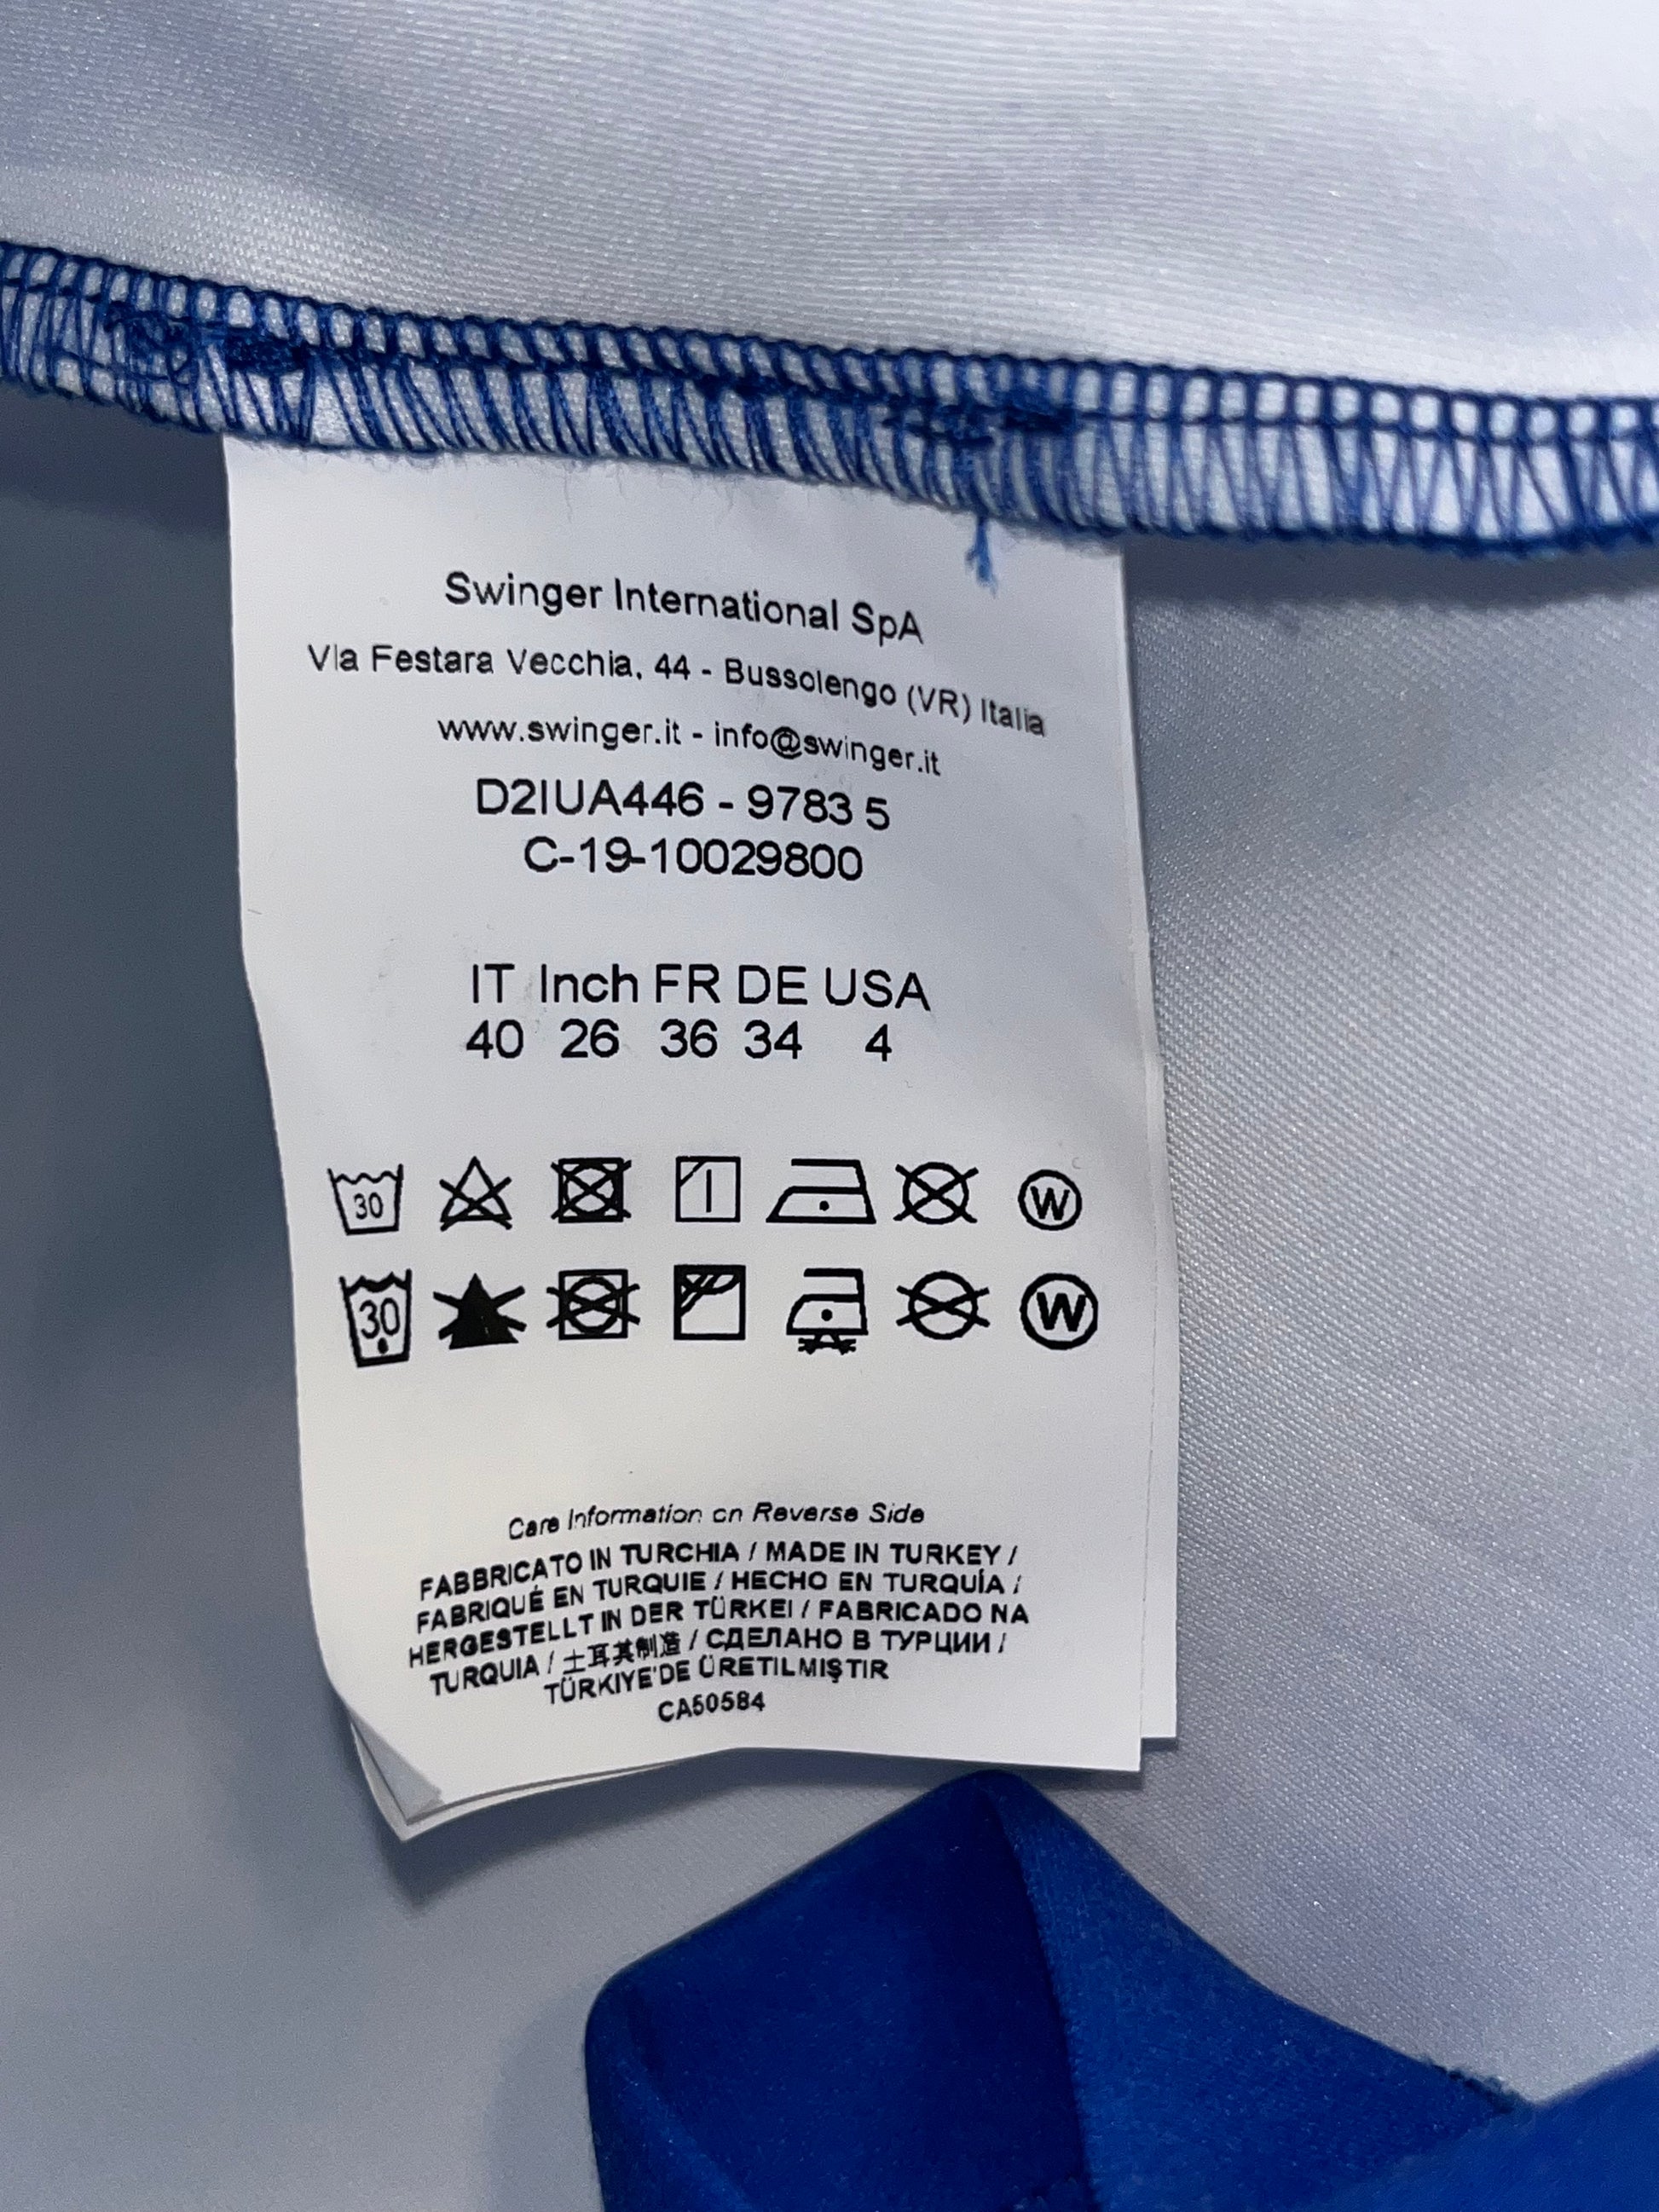 Swinger International SpA
Via Festara Vecchia, 44 - Bussolengo (VR) Italia
www.swinger.it - info@swinger.it
D2IUA446 - 9783 5
C-19-10029800
IT Inch FR DE USA
40 26 36 34 4
30 W
30 W
Care Information on Reverse Side
FABBRICATO IN TURCHIA / MADE IN TURKEY /
FABRIQUÉ EN TURQUIE / HECHO EN TURQUÍA /
HERGESTELLT IN DER TÜRKEI / FABRICADO NA
TURQUIA / 土耳其制造 / СДЕЛАНО В ТУРЦИИ /
TÜRKIYE'DE ÜRETILMIŞTIR
CA50584